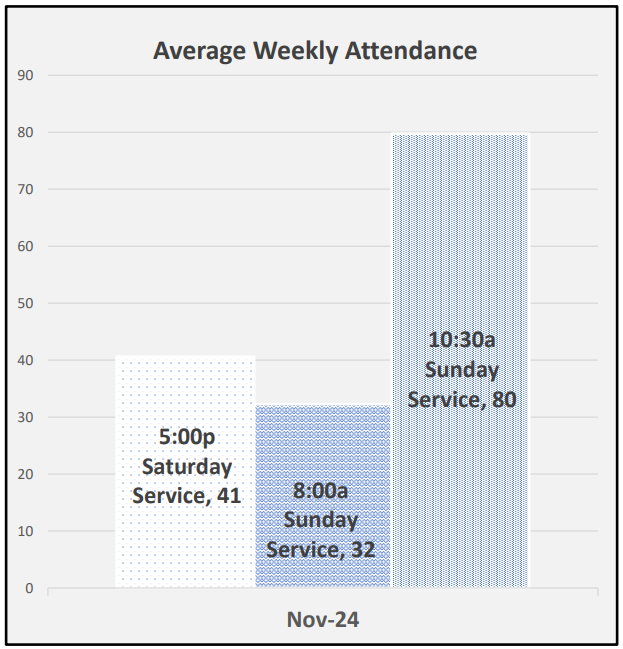 Average Weekly Attendance
90
80
70
60
50
40
30
20
10
0
5:00p
Saturday
Service, 41
8:00a
Sunday
Service, 32
10:30a
Sunday
Service, 80
Nov-24